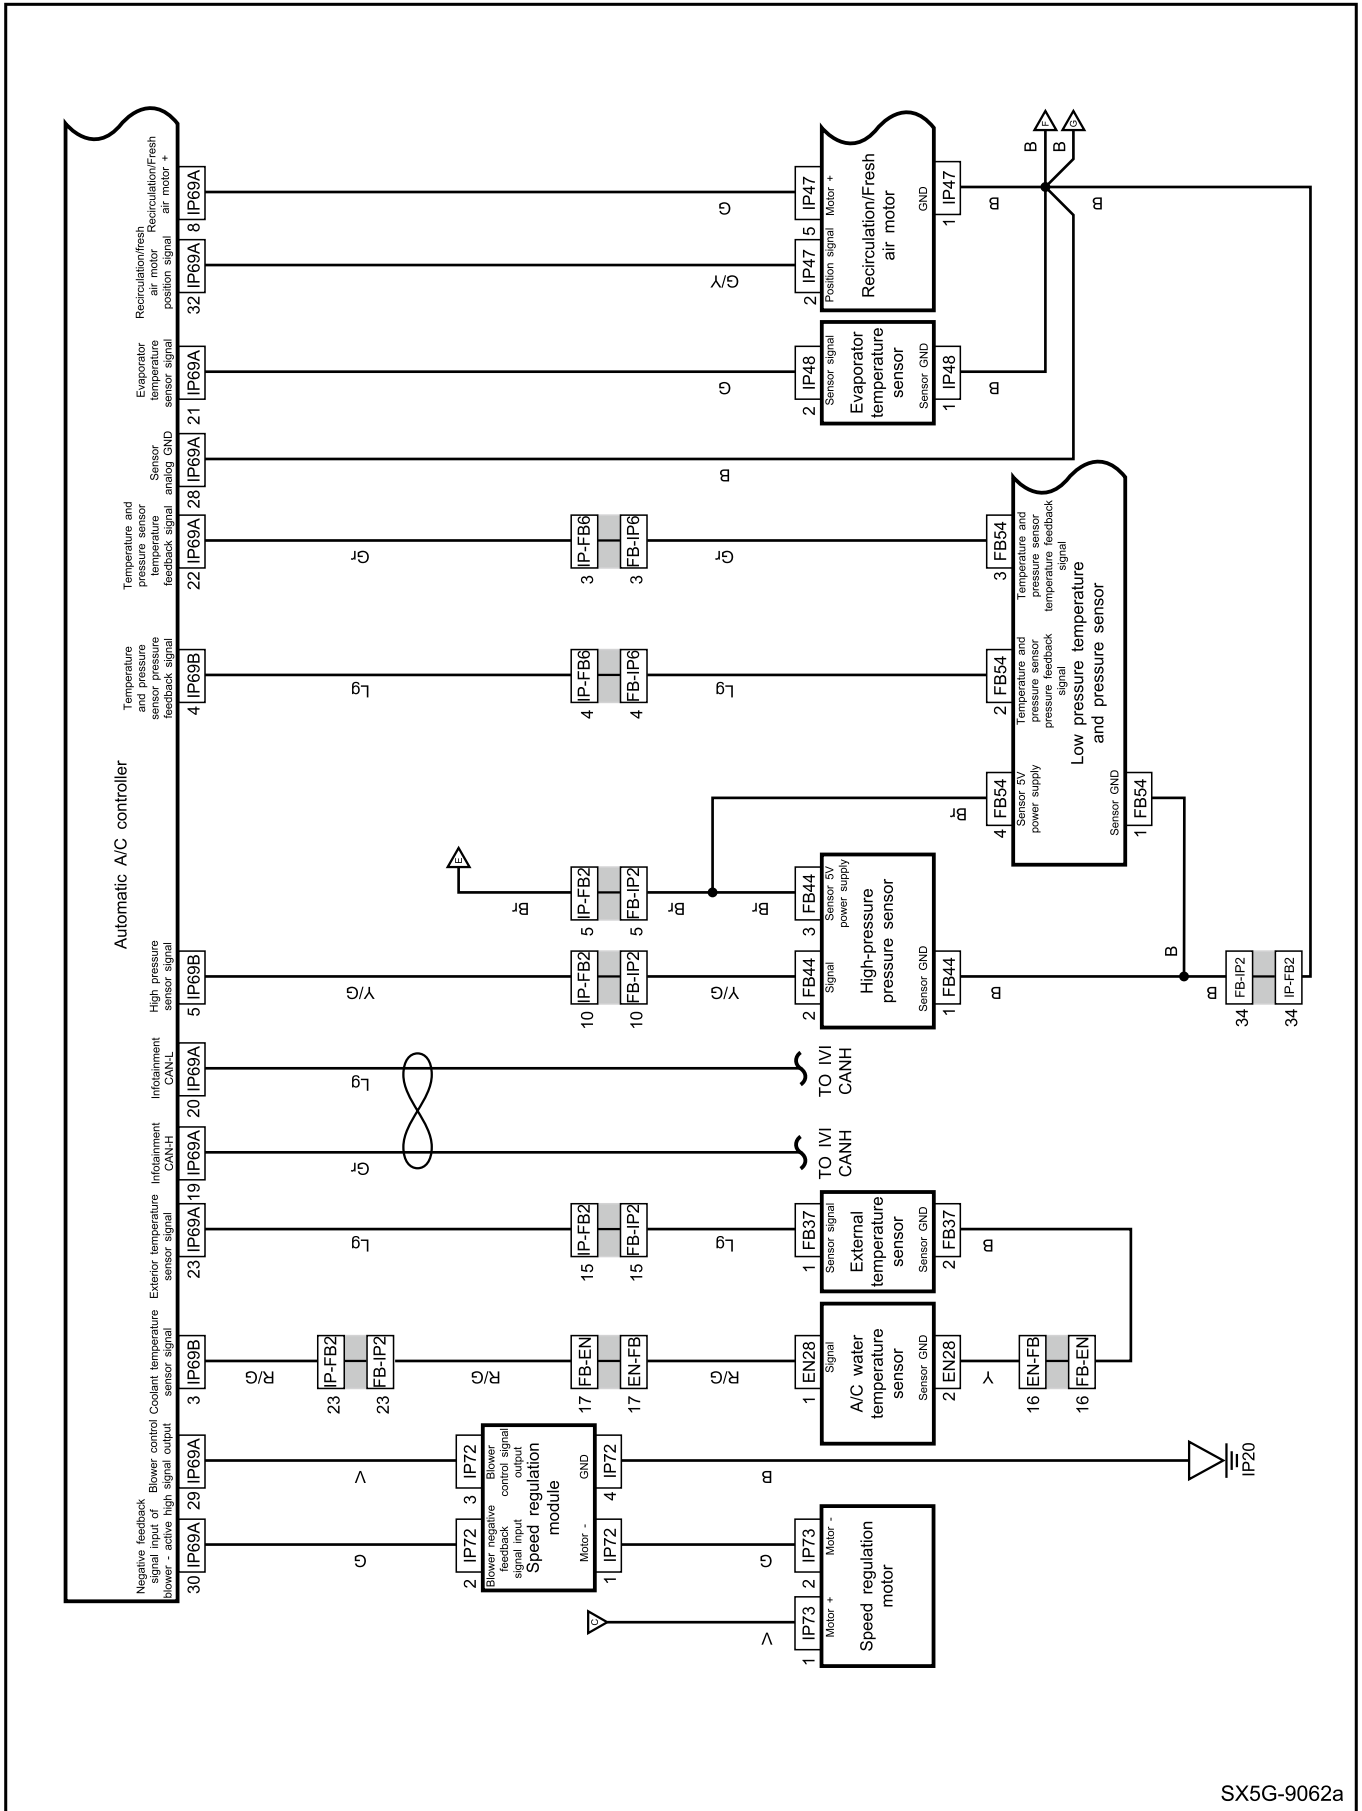 Automatic A/C controller
Recirculation/Fresh
air motor +
8 IP69A
G
IP47 5
Motor +
Recirculation/Fresh
air motor
GND
1 IP47
B
B
B
F
G
B
Recirculation/fresh
air motor
position signal
32 IP69A
G/Y
2 IP47
Position signal
Evaporator
temperature
sensor signal
21 IP69A
G
2 IP48
Sensor signal
Evaporator
temperature
sensor
Sensor GND
1 IP48
B
Sensor
analog GND
28 IP69A
B
Temperature and
pressure sensor
temperature
feedback signal
22 IP69A
Gr
3 IP-FB6
3 FB-IP6
Gr
3 FB54
Temperature and
pressure sensor
temperature feedback
signal
Temperature
and pressure
sensor pressure
feedback signal
4 IP69B
Lg
4 IP-FB6
4 FB-IP6
Lg
2 FB54
Temperature and
pressure sensor
pressure feedback
signal
Low pressure temperature
and pressure sensor
Br
4 FB54
Sensor 5V
power supply
Sensor GND
1 FB54
E
Br
5 IP-FB2
5 FB-IP2
Br
Br
3 FB44
Sensor 5V
power supply
High pressure
sensor signal
5 IP69B
Y/G
10 IP-FB2
10 FB-IP2
Y/G
2 FB44
Signal
High-pressure
pressure sensor
Sensor GND
1 FB44
B
B
B
34 FB-IP2
34 IP-FB2
Infotainment
CAN-L
20 IP69A
Lg
TO IVI
CANH
Infotainment
CAN-H
19 IP69A
Gr
TO IVI
CANH
Exterior temperature
sensor signal
23 IP69A
Lg
15 IP-FB2
15 FB-IP2
Lg
1 FB37
Sensor signal
External
temperature
sensor
Sensor GND
2 FB37
B
Coolant temperature
sensor signal
3 IP69B
R/G
23 IP-FB2
23 FB-IP2
R/G
17 FB-EN
17 EN-FB
R/G
1 EN28
Signal
A/C water
temperature
sensor
Sensor GND
2 EN28
Y
16 EN-FB
16 FB-EN
Blower control
signal output
29 IP69A
V
3 IP72
Blower
control signal
output
GND
4 IP72
B
IP20
Negative feedback
signal input of
blower - active high
30 IP69A
G
2 IP72
Blower negative
feedback
signal input
Speed regulation
module
Motor -
1 IP72
G
2 IP73
Motor -
C
V
1 IP73
Motor +
Speed regulation
motor
SX5G-9062a